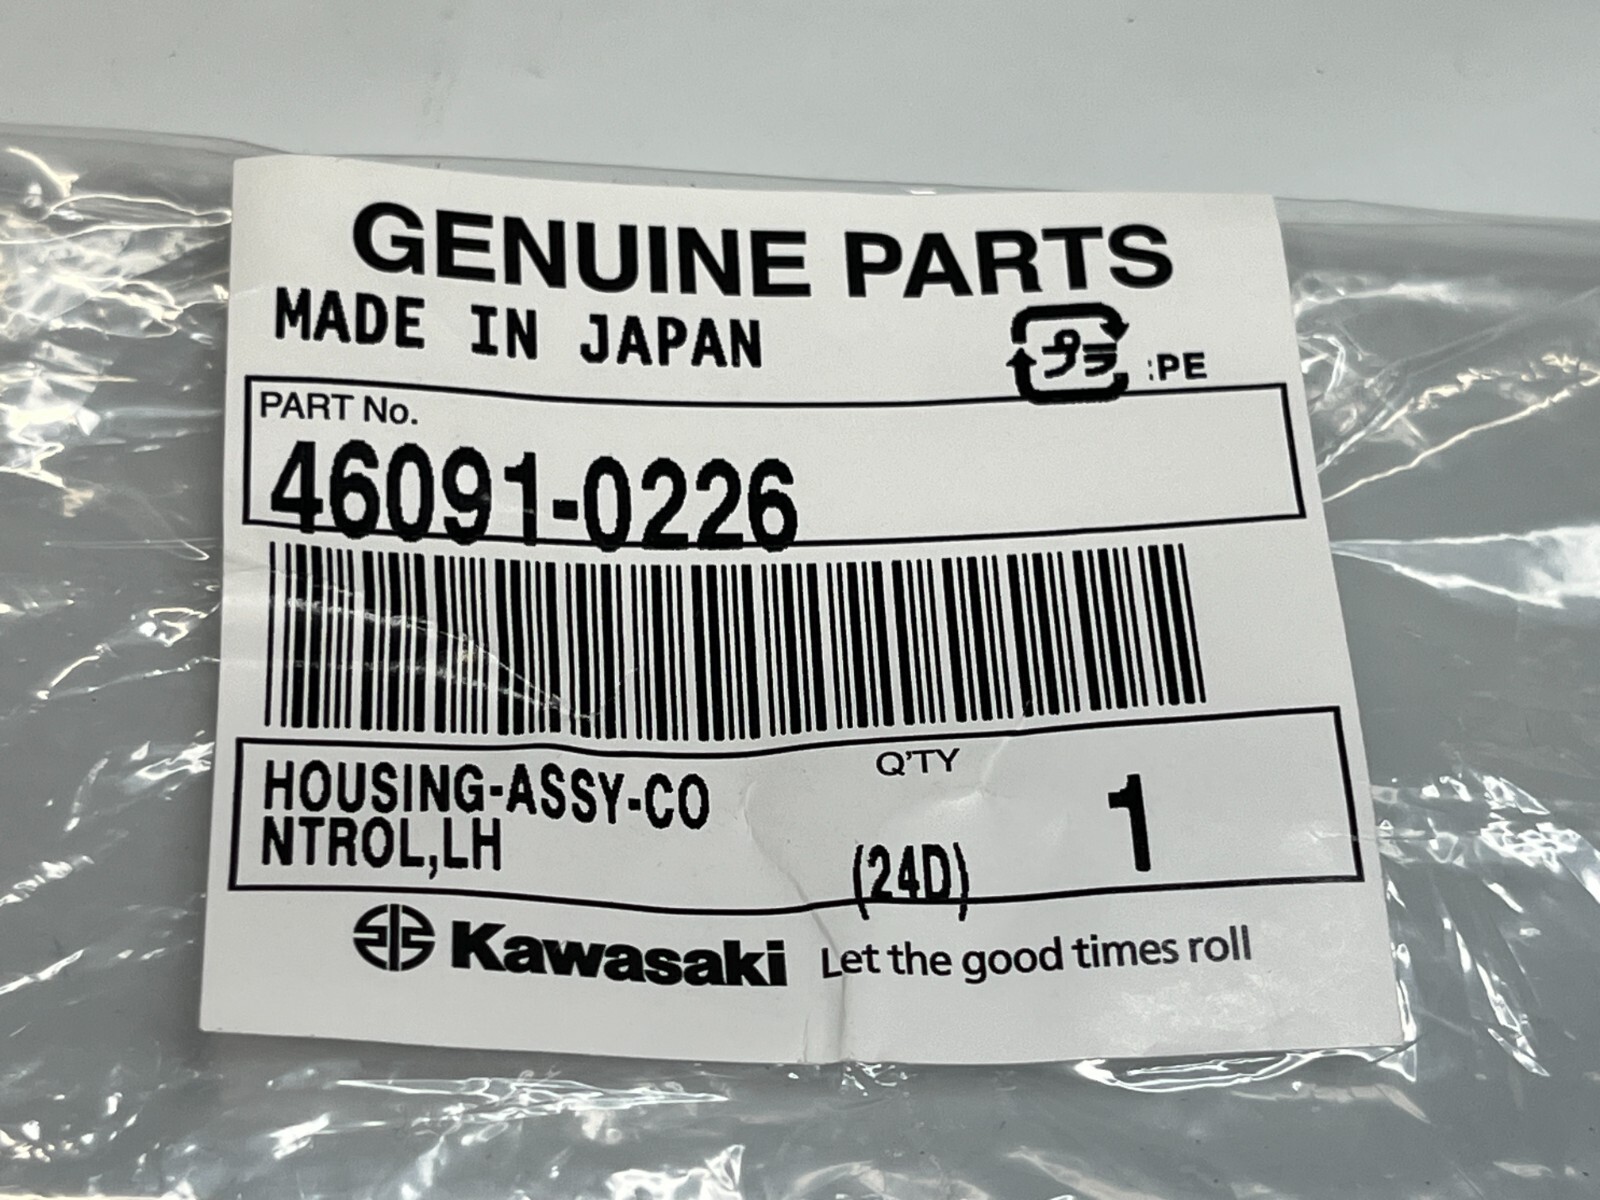 GENUINE PARTS
MADE IN JAPAN
プラ :PE
PART No.
46091-0226
HOUSING-ASSY-CO
NTROL,LH
Q'TY
1
(24D)
Kawasaki Let the good times roll